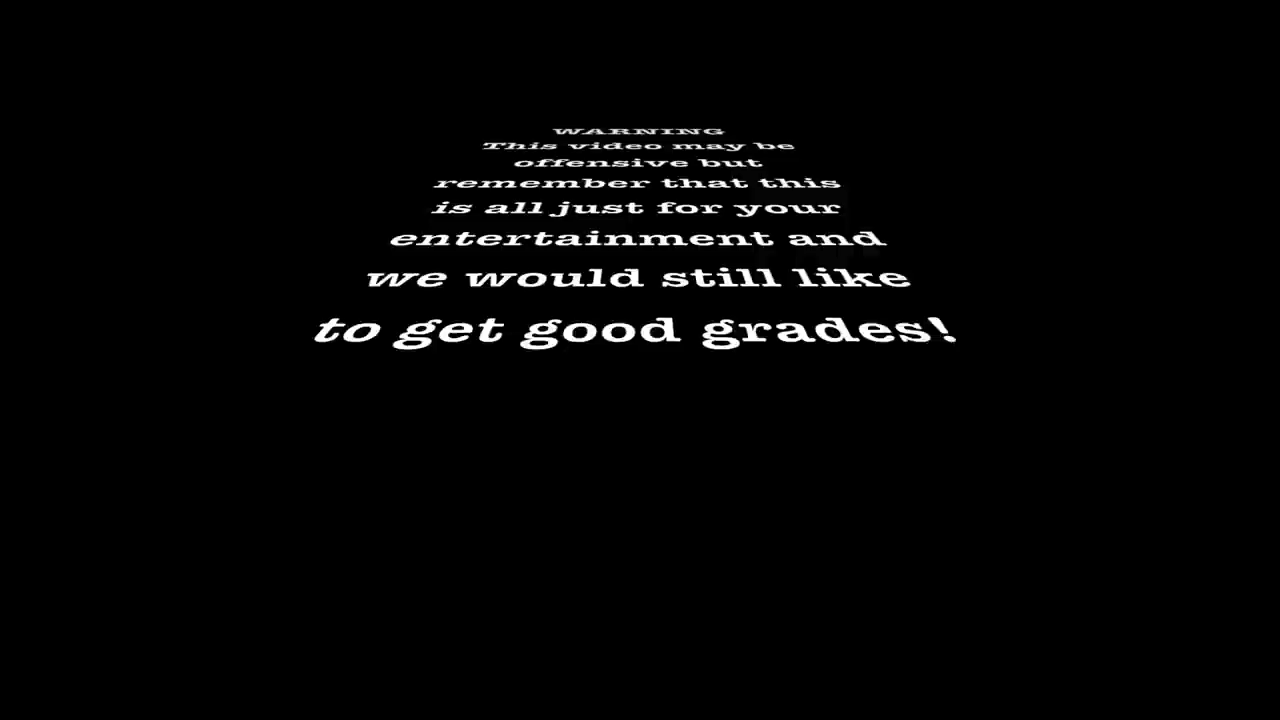 WARNING
This video may be
offensive but
remember that this
is all just for your
entertainment and
we would still like
to get good grades!